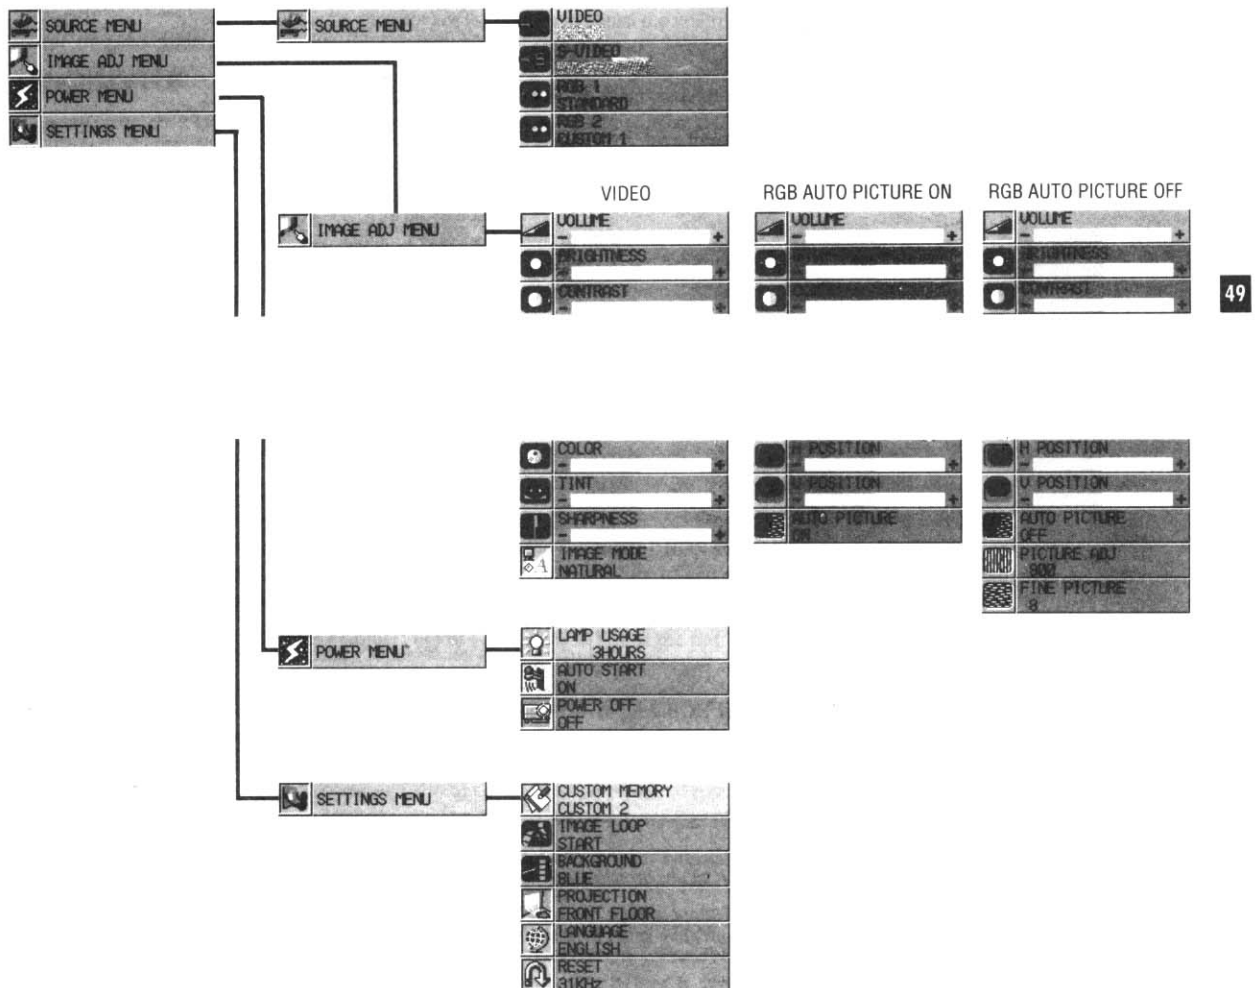 SOURCE MENU
IMAGE ADJ MENU
POWER MENU
SETTINGS MENU
SOURCE MENU
VIDEO
S-VIDEO
RGB 1
STANDARD
RGB 2
CUSTOM 1
VIDEO
RGB AUTO PICTURE ON
RGB AUTO PICTURE OFF
IMAGE ADJ MENU
VOLUME
- +
BRIGHTNESS
- +
CONTRAST
- +
VOLUME
- +
VOLUME
- +
BRIGHTNESS
- +
CONTRAST
- +
49
COLOR
- +
TINT
- +
SHARPNESS
- +
IMAGE MODE
NATURAL
H POSITION
- +
V POSITION
- +
AUTO PICTURE
ON
H POSITION
- +
V POSITION
- +
AUTO PICTURE
OFF
PICTURE ADJ
800
FINE PICTURE
8
POWER MENU
LAMP USAGE
3HOURS
AUTO START
ON
POWER OFF
OFF
SETTINGS MENU
CUSTOM MEMORY
CUSTOM 2
IMAGE LOOP
START
BACKGROUND
BLUE
PROJECTION
FRONT FLOOR
LANGUAGE
ENGLISH
RESET
31KHz